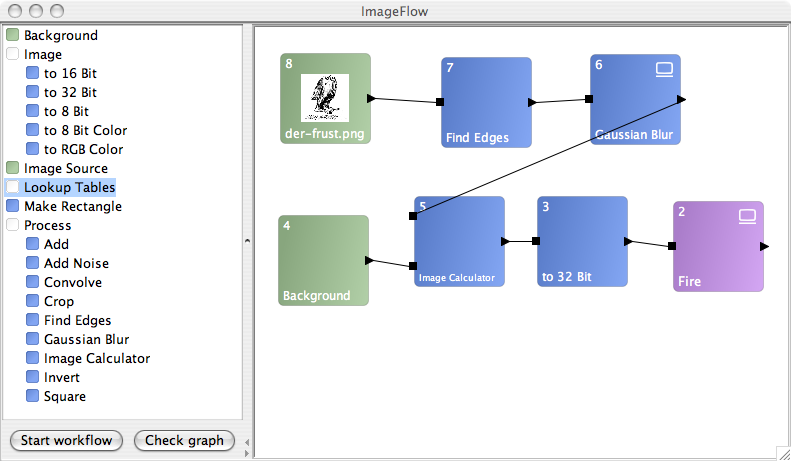 ImageFlow
Background
Image
to 16 Bit
to 32 Bit
to 8 Bit
to 8 Bit Color
to RGB Color
Image Source
Lookup Tables
Make Rectangle
Process
Add
Add Noise
Convolve
Crop
Find Edges
Gaussian Blur
Image Calculator
Invert
Square
Start workflow
Check graph
8
der-frust.png
7
Find Edges
6
Gaussian Blur
4
Background
5
Image Calculator
3
to 32 Bit
2
Fire